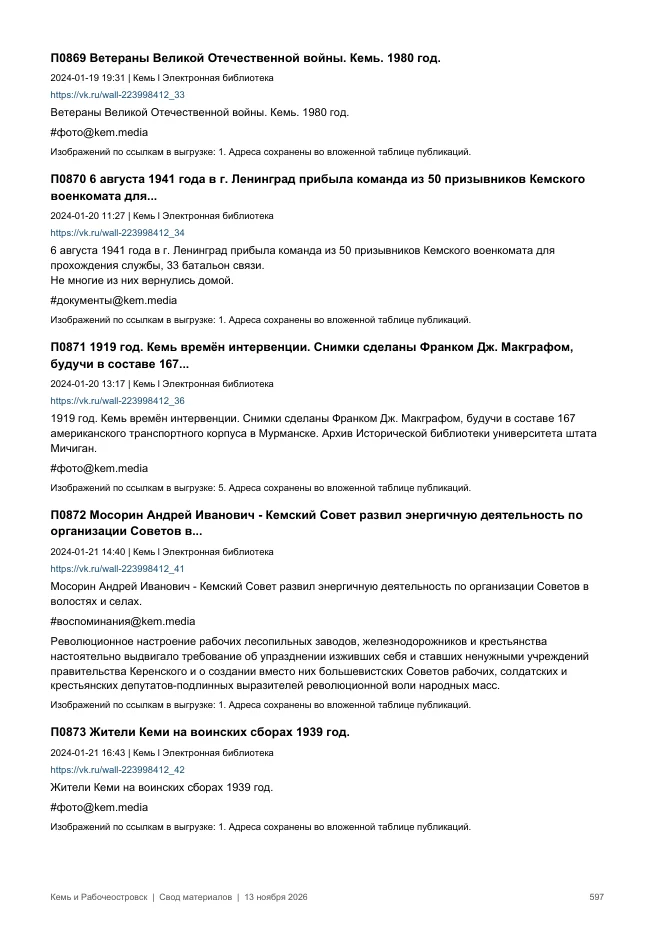 П0869 Ветераны Великой Отечественной войны. Кемь. 1980 год.
2024-01-19 19:31 | Кемь I Электронная библиотека
https://vk.ru/wall-223998412_33
Ветераны Великой Отечественной войны. Кемь. 1980 год.
#фото@kem.media
Изображений по ссылкам в выгрузке: 1. Адреса сохранены во вложенной таблице публикаций.
П0870 6 августа 1941 года в г. Ленинград прибыла команда из 50 призывников Кемского
военкомата для...
2024-01-20 11:27 | Кемь I Электронная библиотека
https://vk.ru/wall-223998412_34
6 августа 1941 года в г. Ленинград прибыла команда из 50 призывников Кемского военкомата для
прохождения службы, 33 батальон связи.
Не многие из них вернулись домой.
#документы@kem.media
Изображений по ссылкам в выгрузке: 1. Адреса сохранены во вложенной таблице публикаций.
П0871 1919 год. Кемь времён интервенции. Снимки сделаны Франком Дж. Макграфом,
будучи в составе 167...
2024-01-20 13:17 | Кемь I Электронная библиотека
https://vk.ru/wall-223998412_36
1919 год. Кемь времён интервенции. Снимки сделаны Франком Дж. Макграфом, будучи в составе 167
американского транспортного корпуса в Мурманске. Архив Исторической библиотеки университета штата
Мичиган.
#фото@kem.media
Изображений по ссылкам в выгрузке: 5. Адреса сохранены во вложенной таблице публикаций.
П0872 Мосорин Андрей Иванович - Кемский Совет развил энергичную деятельность по
организации Советов в...
2024-01-21 14:40 | Кемь I Электронная библиотека
https://vk.ru/wall-223998412_41
Мосорин Андрей Иванович - Кемский Совет развил энергичную деятельность по организации Советов в
волостях и селах.
#воспоминания@kem.media
Революционное настроение рабочих лесопильных заводов, железнодорожников и крестьянства
настоятельно выдвигало требование об упразднении изживших себя и ставших ненужными учреждений
правительства Керенского и о создании вместо них большевистских Советов рабочих, солдатских и
крестьянских депутатов-подлинных выразителей революционной воли народных масс.
Изображений по ссылкам в выгрузке: 1. Адреса сохранены во вложенной таблице публикаций.
П0873 Жители Кеми на воинских сборах 1939 год.
2024-01-21 16:43 | Кемь I Электронная библиотека
https://vk.ru/wall-223998412_42
Жители Кеми на воинских сборах 1939 год.
#фото@kem.media
Изображений по ссылкам в выгрузке: 1. Адреса сохранены во вложенной таблице публикаций.
Кемь и Рабочеостровск | Свод материалов | 13 ноября 2026 597